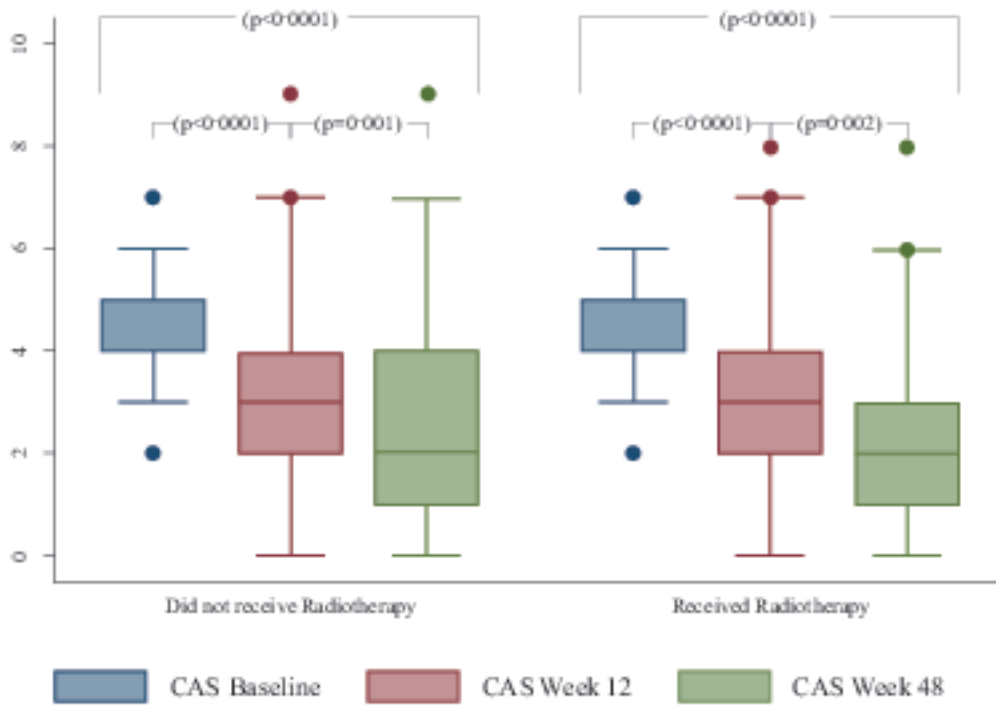 (p<0·0001) (p<0·0001)
10
(p<0·0001) (p=0·001) (p<0·0001) (p=0·002)
8
6
4
2
0
Did not receive Radiotherapy Received Radiotherapy
CAS Baseline CAS Week 12 CAS Week 48